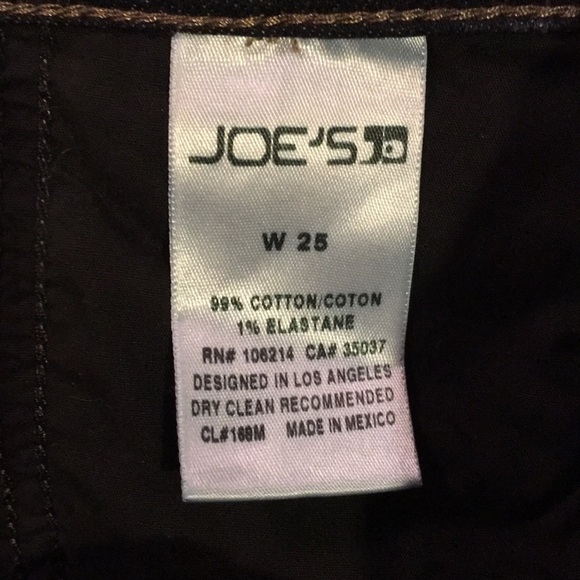 JOE'S
W 25
99% COTTON/COTON
1% ELASTANE
RN# 106214 CA# 35037
DESIGNED IN LOS ANGELES
DRY CLEAN RECOMMENDED
CL#168M MADE IN MEXICO